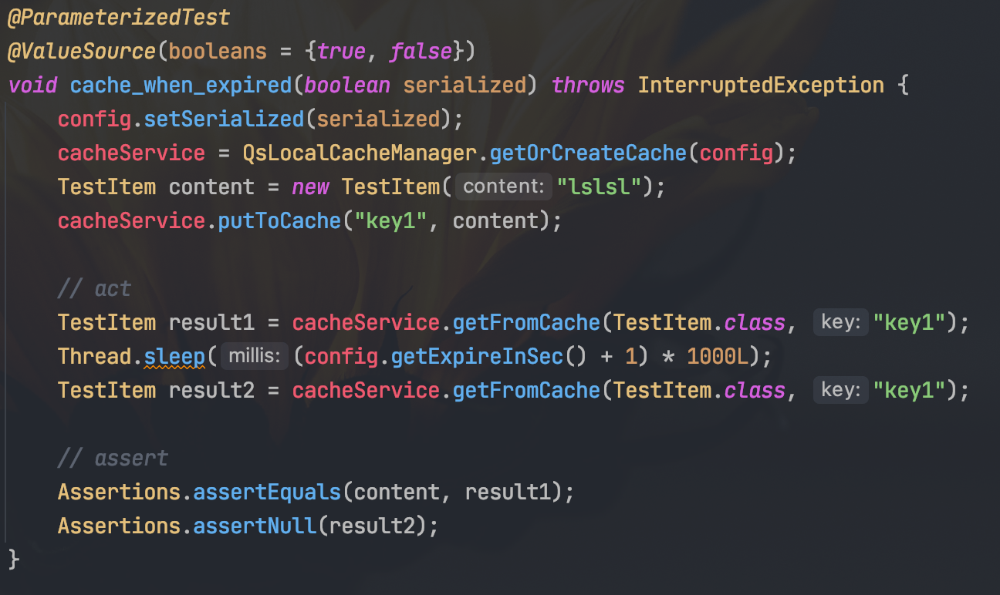 @ParameterizedTest
@ValueSource(booleans = {true, false})
void cache_when_expired(boolean serialized) throws InterruptedException {
config.setSerialized(serialized);
cacheService = QsLocalCacheManager.getOrCreateCache(config);
TestItem content = new TestItem( content: "lslsl");
cacheService.putToCache("key1", content);
// act
TestItem result1 = cacheService.getFromCache(TestItem.class, key: "key1");
Thread.sleep( millis: (config.getExpireInSec() + 1) * 1000L);
TestItem result2 = cacheService.getFromCache(TestItem.class, key: "key1");
// assert
Assertions.assertEquals(content, result1);
Assertions.assertNull(result2);
}